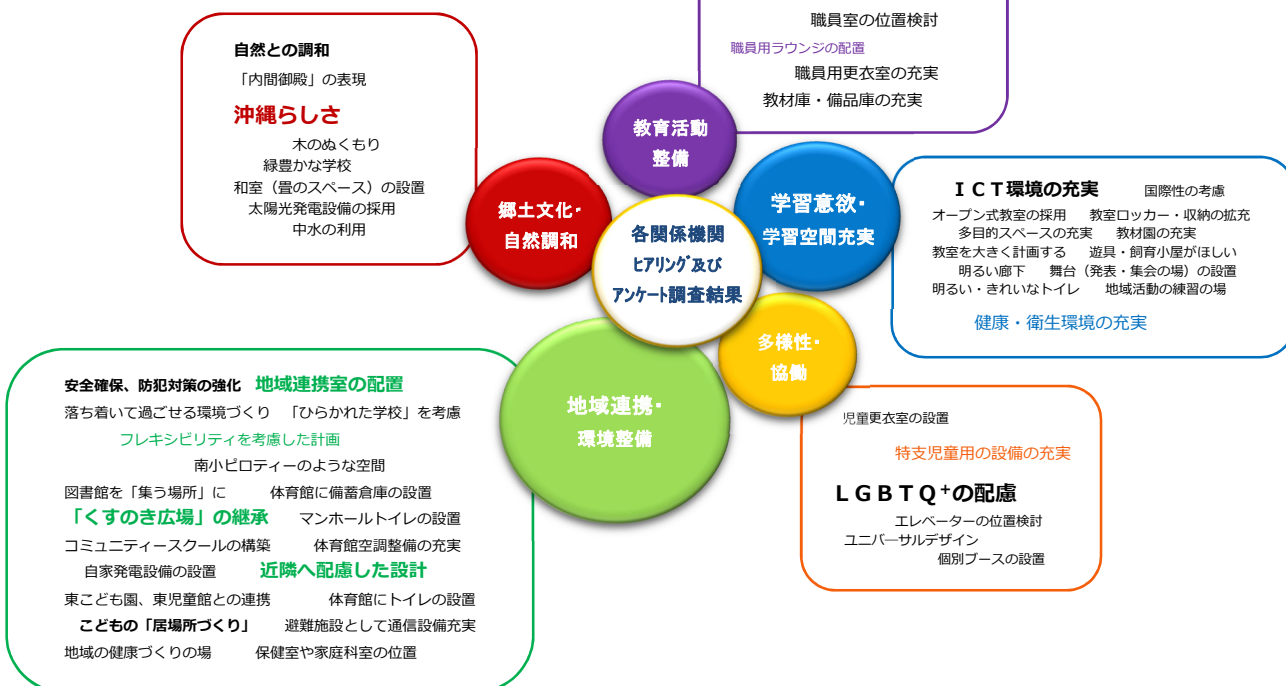 職員室の位置検討
職員用ラウンジの配置
職員用更衣室の充実
教材庫・備品庫の充実
自然との調和
「内間御殿」の表現
沖縄らしさ
木のぬくもり
緑豊かな学校
和室（畳のスペース）の設置
太陽光発電設備の採用
中水の利用
教育活動
整備
郷土文化・
自然調和
学習意欲・
学習空間充実
各関係機関
ヒアリング及び
アンケート調査結果
多様性・
協働
地域連携・
環境整備
ＩＣＴ環境の充実　国際性の考慮
オープン式教室の採用　教室ロッカー・収納の拡充
多目的スペースの充実　教材園の充実
教室を大きく計画する　遊具・飼育小屋がほしい
明るい廊下　舞台（発表・集会の場）の設置
明るい・きれいなトイレ　地域活動の練習の場
健康・衛生環境の充実
安全確保、防犯対策の強化　地域連携室の配置
落ち着いて過ごせる環境づくり　「ひらかれた学校」を考慮
フレキシビリティを考慮した計画
南小ピロティーのような空間
図書館を「集う場所」に　体育館に備蓄倉庫の設置
「くすのき広場」の継承　マンホールトイレの設置
コミュニティースクールの構築　体育館空調整備の充実
自家発電設備の設置　近隣へ配慮した設計
東こども園、東児童館との連携　体育館にトイレの設置
こどもの「居場所づくり」　避難施設として通信設備充実
地域の健康づくりの場　保健室や家庭科室の位置
児童更衣室の設置
特支児童用の設備の充実
ＬＧＢＴＱ⁺の配慮
エレベーターの位置検討
ユニバーサルデザイン
個別ブースの設置